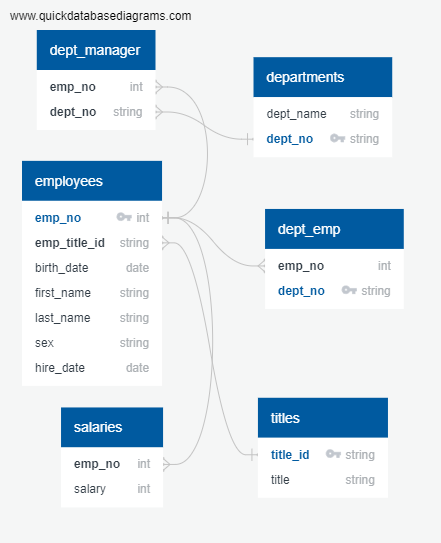 www.quickdatabasediagrams.com
dept_manager
emp_no int
dept_no string
departments
dept_name string
dept_no string
employees
emp_no int
emp_title_id string
birth_date date
first_name string
last_name string
sex string
hire_date date
dept_emp
emp_no int
dept_no string
salaries
emp_no int
salary int
titles
title_id string
title string